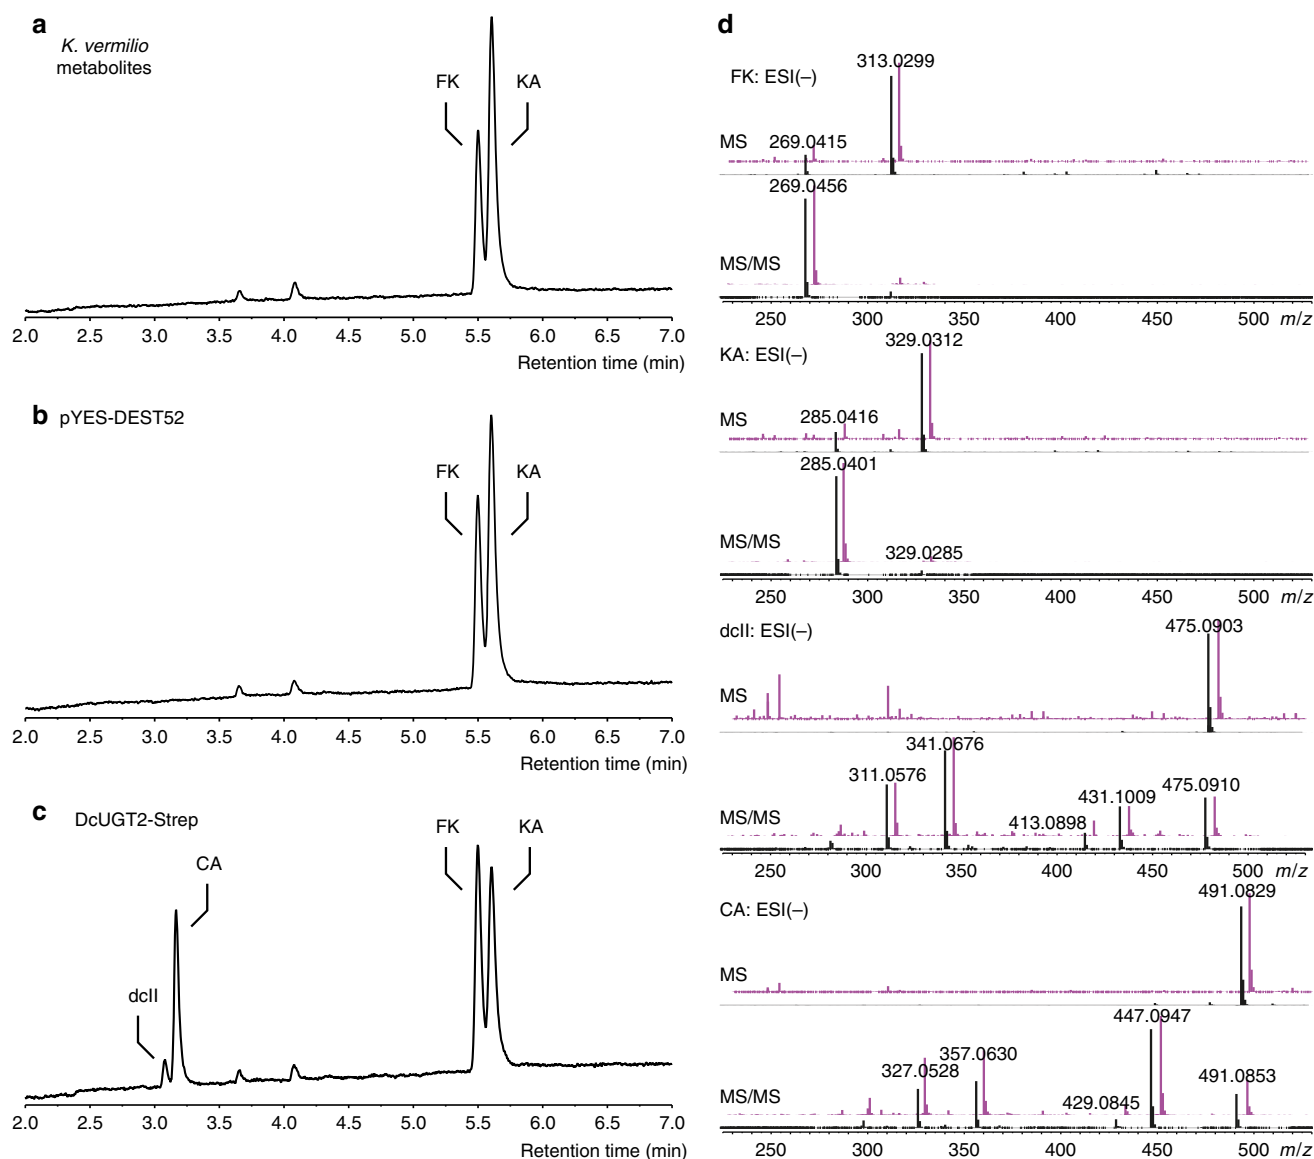 a
K. vermilio
metabolites
FK
KA
2.0 2.5 3.0 3.5 4.0 4.5 5.0 5.5 6.0 6.5 7.0
Retention time (min)
b pYES-DEST52
FK
KA
2.0 2.5 3.0 3.5 4.0 4.5 5.0 5.5 6.0 6.5 7.0
Retention time (min)
c DcUGT2-Strep
FK
KA
CA
dcII
2.0 2.5 3.0 3.5 4.0 4.5 5.0 5.5 6.0 6.5 7.0
Retention time (min)
d
FK: ESI(–)
313.0299
MS
269.0415
269.0456
MS/MS
250 300 350 400 450 500 m/z
KA: ESI(–)
329.0312
MS
285.0416
285.0401
MS/MS
329.0285
250 300 350 400 450 500 m/z
dcII: ESI(–)
475.0903
MS
341.0676
311.0576
475.0910
431.1009
413.0898
MS/MS
250 300 350 400 450 500 m/z
CA: ESI(–)
491.0829
MS
447.0947
357.0630
327.0528
491.0853
429.0845
MS/MS
250 300 350 400 450 500 m/z